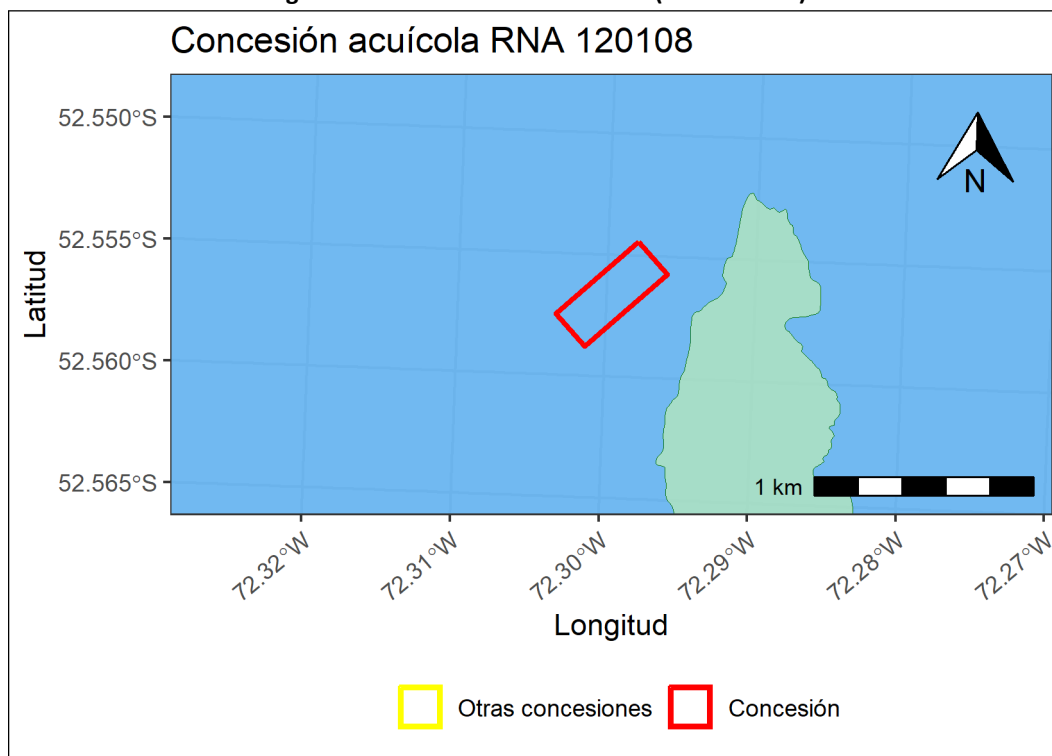 Concesión acuícola RNA 120108
52.550°S
52.555°S
52.560°S
52.565°S
Latitud
N
1 km
72.32°W
72.31°W
72.30°W
72.29°W
72.28°W
72.27°W
Longitud
Otras concesiones
Concesión